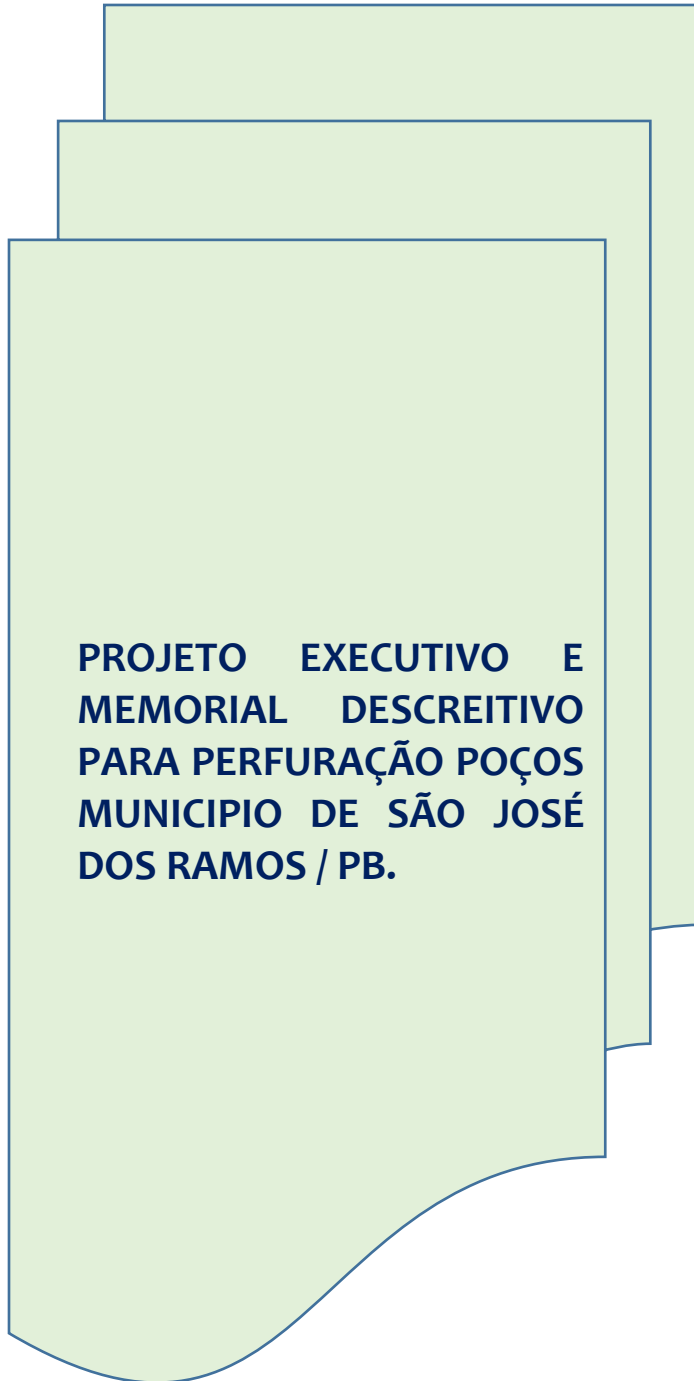 PROJETO EXECUTIVO E
MEMORIAL DESCREITIVO
PARA PERFURAÇÃO POÇOS
MUNICIPIO DE SÃO JOSÉ
DOS RAMOS / PB.